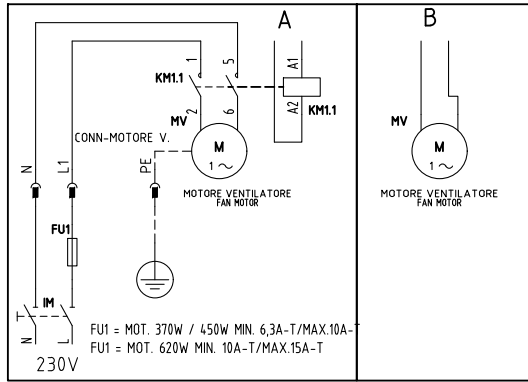 A
B
1
5
A1
KM1.1
A2
KM1.1
2
6
MV
MV
CONN-MOTORE V.
M
1 ~
M
1 ~
N
L1
PE
MOTORE VENTILATORE
FAN MOTOR
MOTORE VENTILATORE
FAN MOTOR
FU1
IM
N
L
230V
FU1 = MOT. 370W / 450W MIN. 6,3A-T/MAX.10A-T
FU1 = MOT. 620W MIN. 10A-T/MAX.15A-T